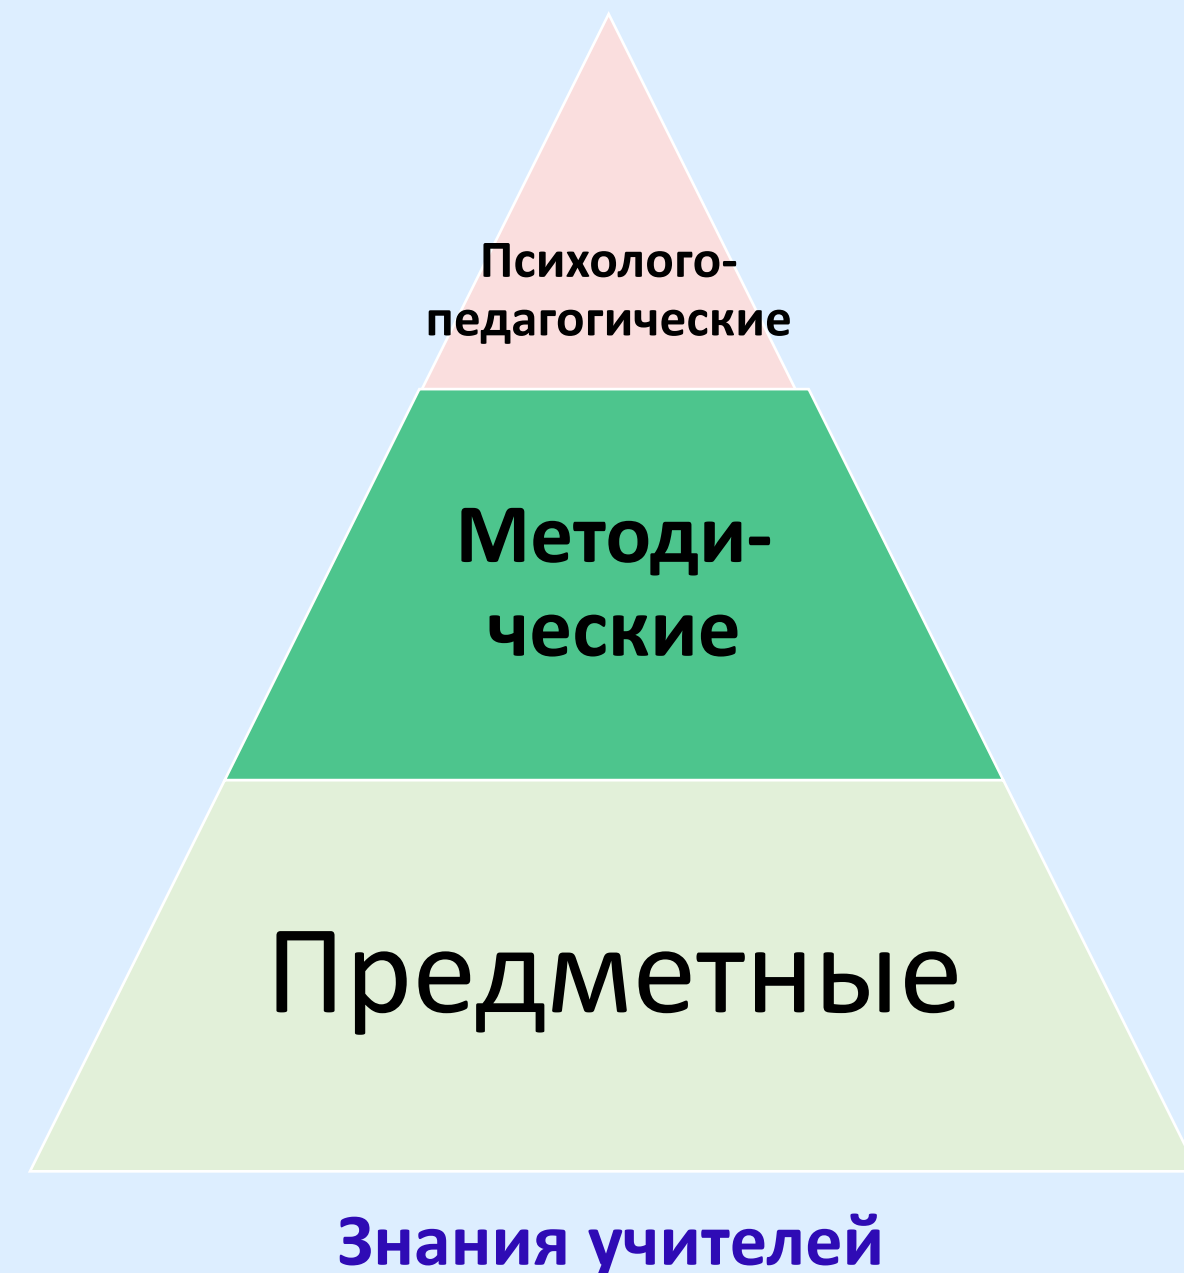 Психолого-
педагогические
Методи-
ческие
Предметные
Знания учителей